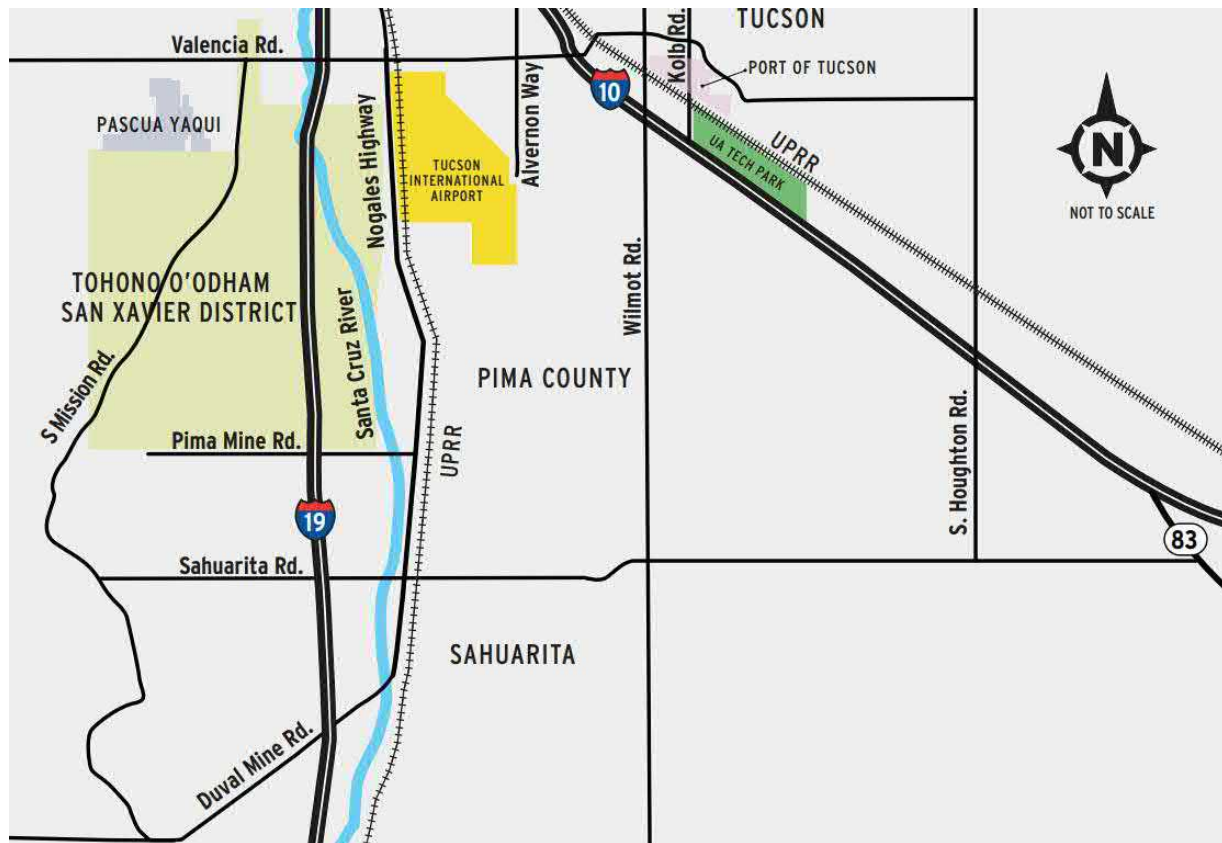 TUCSON
Valencia Rd.
Kolb Rd.
PORT OF TUCSON
10
PASCUA YAQUI
Nogales Highway
Alvernon Way
TUCSON
INTERNATIONAL
AIRPORT
UA TECH PARK
UPRR
N
NOT TO SCALE
TOHONO O'ODHAM
SAN XAVIER DISTRICT
Santa Cruz River
Wilmot Rd.
S Mission Rd.
PIMA COUNTY
Pima Mine Rd.
UPRR
S. Houghton Rd.
19
83
Sahuarita Rd.
SAHUARITA
Duval Mine Rd.